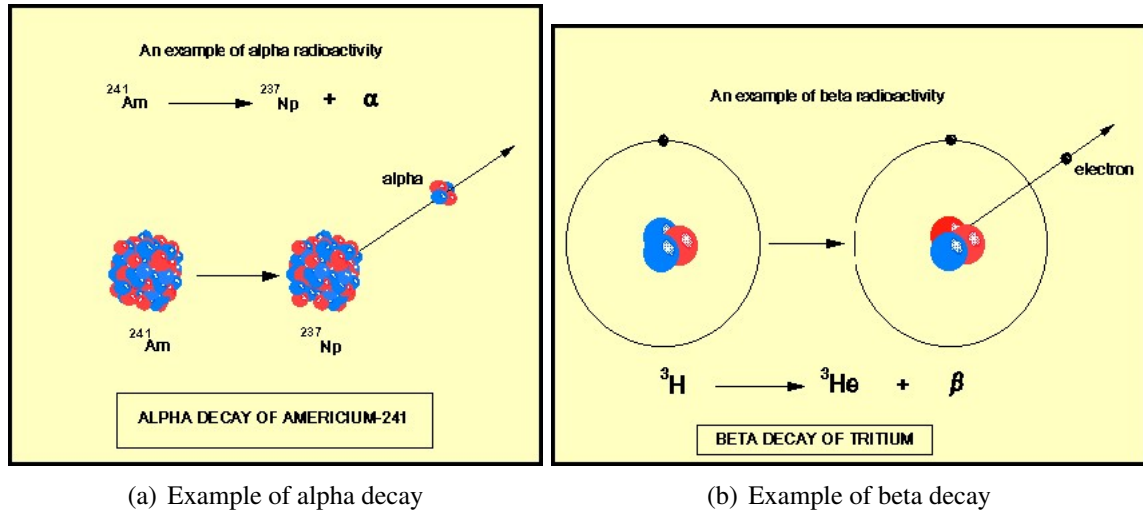 An example of alpha radioactivity
²⁴¹Am ⟶ ²³⁷Np + α
alpha
²⁴¹Am
²³⁷Np
ALPHA DECAY OF AMERICIUM-241
(a) Example of alpha decay
An example of beta radioactivity
electron
³H ⟶ ³He + β
BETA DECAY OF TRITIUM
(b) Example of beta decay